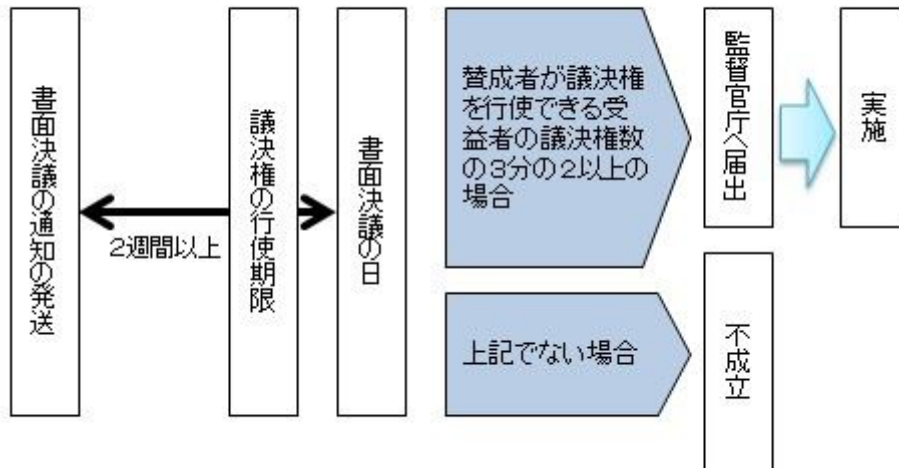 書面決議の通知の発送
2週間以上
議決権の行使期限
書面決議の日
賛成者が議決権
を行使できる受
益者の議決権数
の3分の2以上の
場合
監督官庁へ届出
実施
上記でない場合
不成立